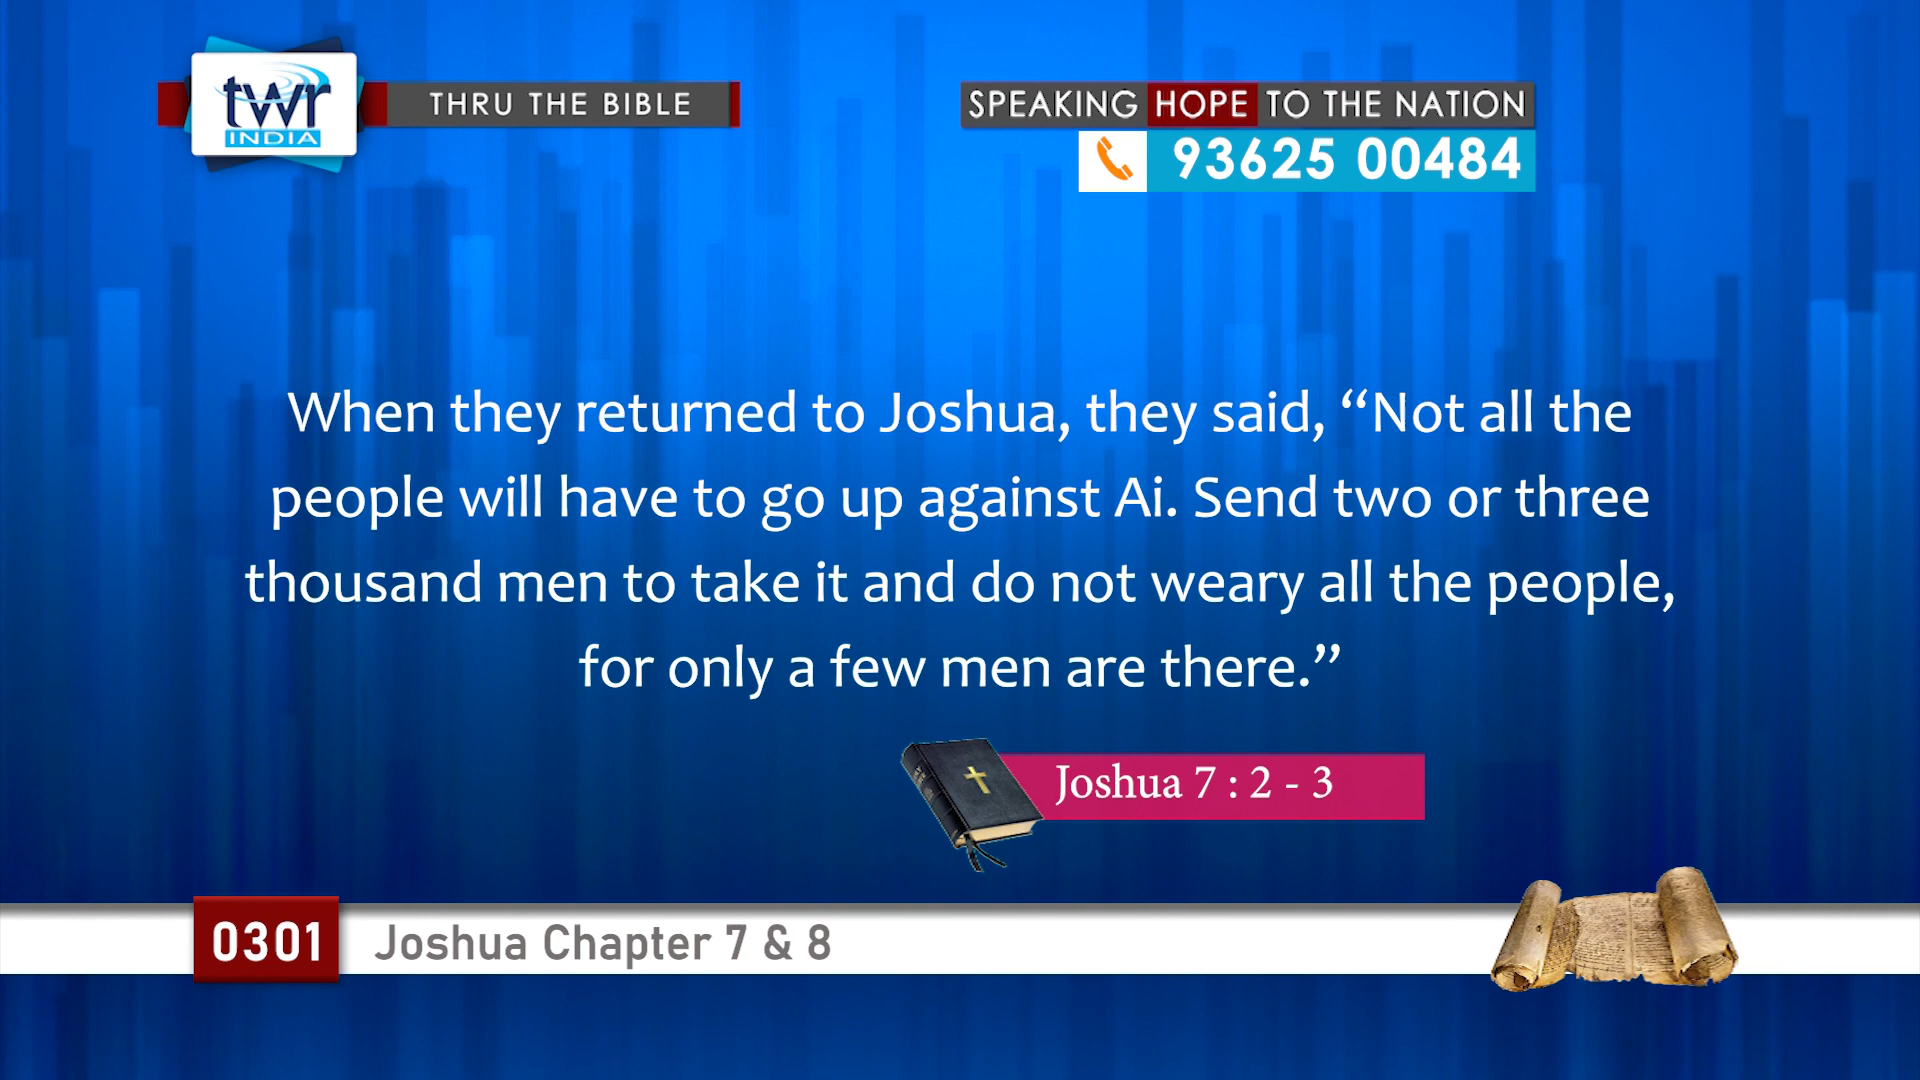 twr
INDIA
THRU THE BIBLE
SPEAKING HOPE TO THE NATION
93625 00484
When they returned to Joshua, they said, “Not all the
people will have to go up against Ai. Send two or three
thousand men to take it and do not weary all the people,
for only a few men are there.”
Joshua 7 : 2 - 3
0301 Joshua Chapter 7 & 8